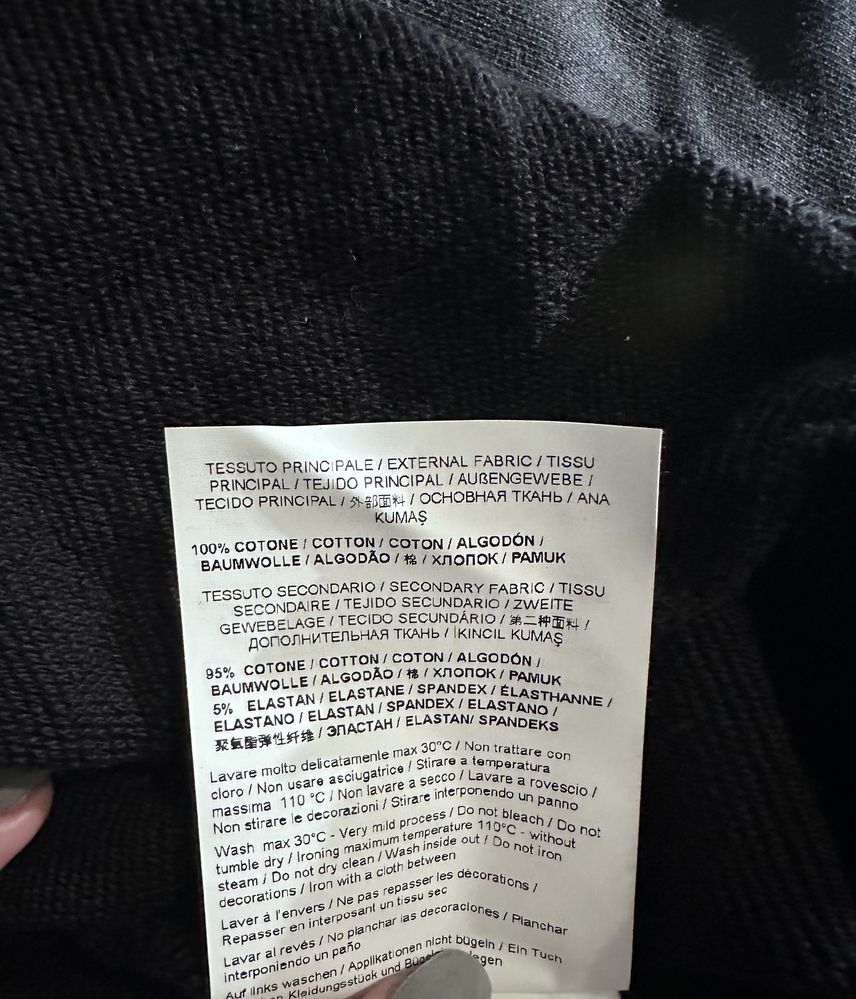 TESSUTO PRINCIPALE / EXTERNAL FABRIC / TISSU
PRINCIPAL / TEJIDO PRINCIPAL / AUßENGEWEBE /
TECIDO PRINCIPAL / 外部面料 / ОСНОВНАЯ ТКАНЬ / ANA
KUMAŞ
100% COTONE / COTTON / COTON / ALGODÓN /
BAUMWOLLE / ALGODÃO / 棉 / ХЛОПОК / PAMUK
TESSUTO SECONDARIO / SECONDARY FABRIC / TISSU
SECONDAIRE / TEJIDO SECUNDARIO / ZWEITE
GEWEBELAGE / TECIDO SECUNDÁRIO / 第二种面料 /
ДОПОЛНИТЕЛЬНАЯ ТКАНЬ / IKINCIL KUMAŞ
95% COTONE / COTTON / COTON / ALGODÓN /
BAUMWOLLE / ALGODÃO / 棉 / ХЛОПОК / PAMUK
5% ELASTAN / ELASTANE / SPANDEX / ÉLASTHANNE /
ELASTANO / ELASTAN / SPANDEX / ELASTANO /
聚氨酯弹性纤维 / ЭЛАСТАН / ELASTAN/ SPANDEKS
Lavare molto delicatamente max 30°C / Non trattare con
cloro / Non usare asciugatrice / Stirare a temperatura
massima 110 °C / Non lavare a secco / Lavare a rovescio /
Non stirare le decorazioni / Stirare interponendo un panno
Wash max 30°C - Very mild process / Do not bleach / Do not
tumble dry / Ironing maximum temperature 110°C - without
steam / Do not dry clean / Wash inside out / Do not iron
decorations / Iron with a cloth between
Laver à l'envers / Ne pas repasser les décorations /
Repasser en interposant un tissu sec
Lavar al revés / No planchar las decoraciones / Planchar
interponiendo un paño
Auf links waschen / Applikationen nicht bügeln / Ein Tuch
Kleidungsstück und